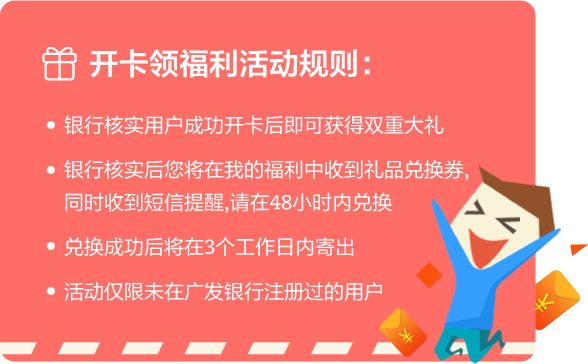 开卡领福利活动规则：
• 银行核实用户成功开卡后即可获得双重大礼
• 银行核实后您将在我的福利中收到礼品兑换券,
同时收到短信提醒,请在48小时内兑换
• 兑换成功后将在3个工作日内寄出
• 活动仅限未在广发银行注册过的用户
¥
¥